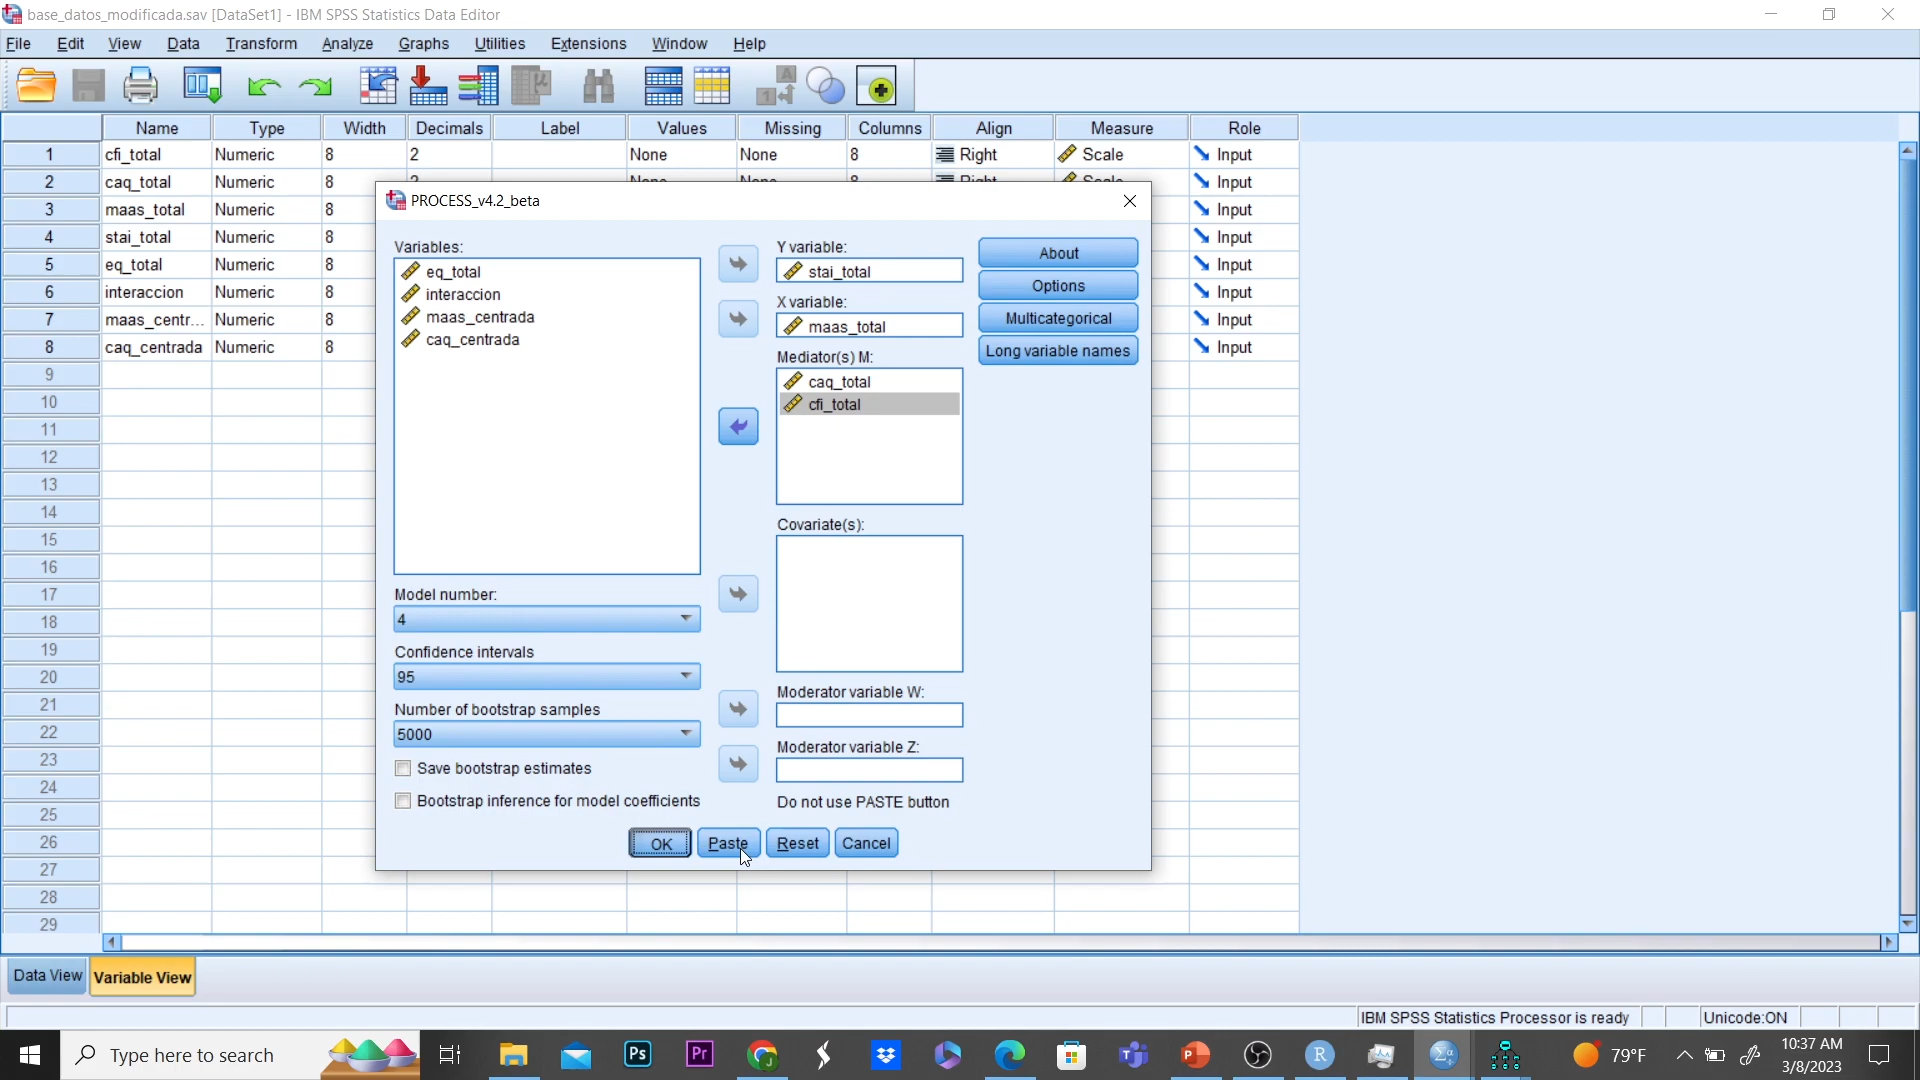 base_datos_modificada.sav [DataSet1] - IBM SPSS Statistics Data Editor
File Edit View Data Transform Analyze Graphs Utilities Extensions Window Help
Name Type Width Decimals Label Values Missing Columns Align Measure Role
1 cfi_total Numeric 8 2 None None 8 Right Scale Input
2 caq_total Numeric 8 Input
3 maas_total Numeric 8 Input
4 stai_total Numeric 8 Input
5 eq_total Numeric 8 Input
6 interaccion Numeric 8 Input
7 maas_centr... Numeric 8 Input
8 caq_centrada Numeric 8 Input
9
10
11
12
13
14
15
16
17
18
19
20
21
22
23
24
25
26
27
28
29
PROCESS_v4.2_beta
Variables:
eq_total
interaccion
maas_centrada
caq_centrada
Model number:
4
Confidence intervals
95
Number of bootstrap samples
5000
Save bootstrap estimates
Bootstrap inference for model coefficients
Y variable:
stai_total
X variable:
maas_total
Mediator(s) M:
caq_total
cfi_total
Covariate(s):
Moderator variable W:
Moderator variable Z:
Do not use PASTE button
About
Options
Multicategorical
Long variable names
OK Paste Reset Cancel
Data View Variable View
IBM SPSS Statistics Processor is ready Unicode:ON
Type here to search
Ps
Pr
79°F
10:37 AM
3/8/2023